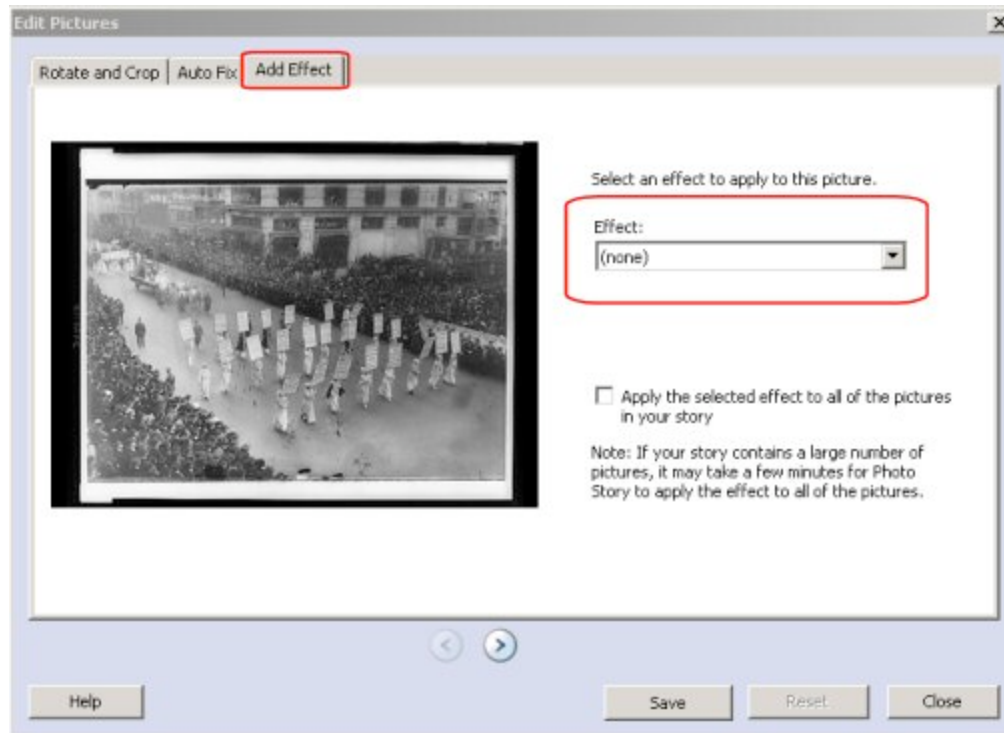 Edit Pictures
Rotate and Crop
Auto Fix
Add Effect
Select an effect to apply to this picture.
Effect:
(none)
Apply the selected effect to all of the pictures
in your story
Note: If your story contains a large number of
pictures, it may take a few minutes for Photo
Story to apply the effect to all of the pictures.
Help
Save
Reset
Close